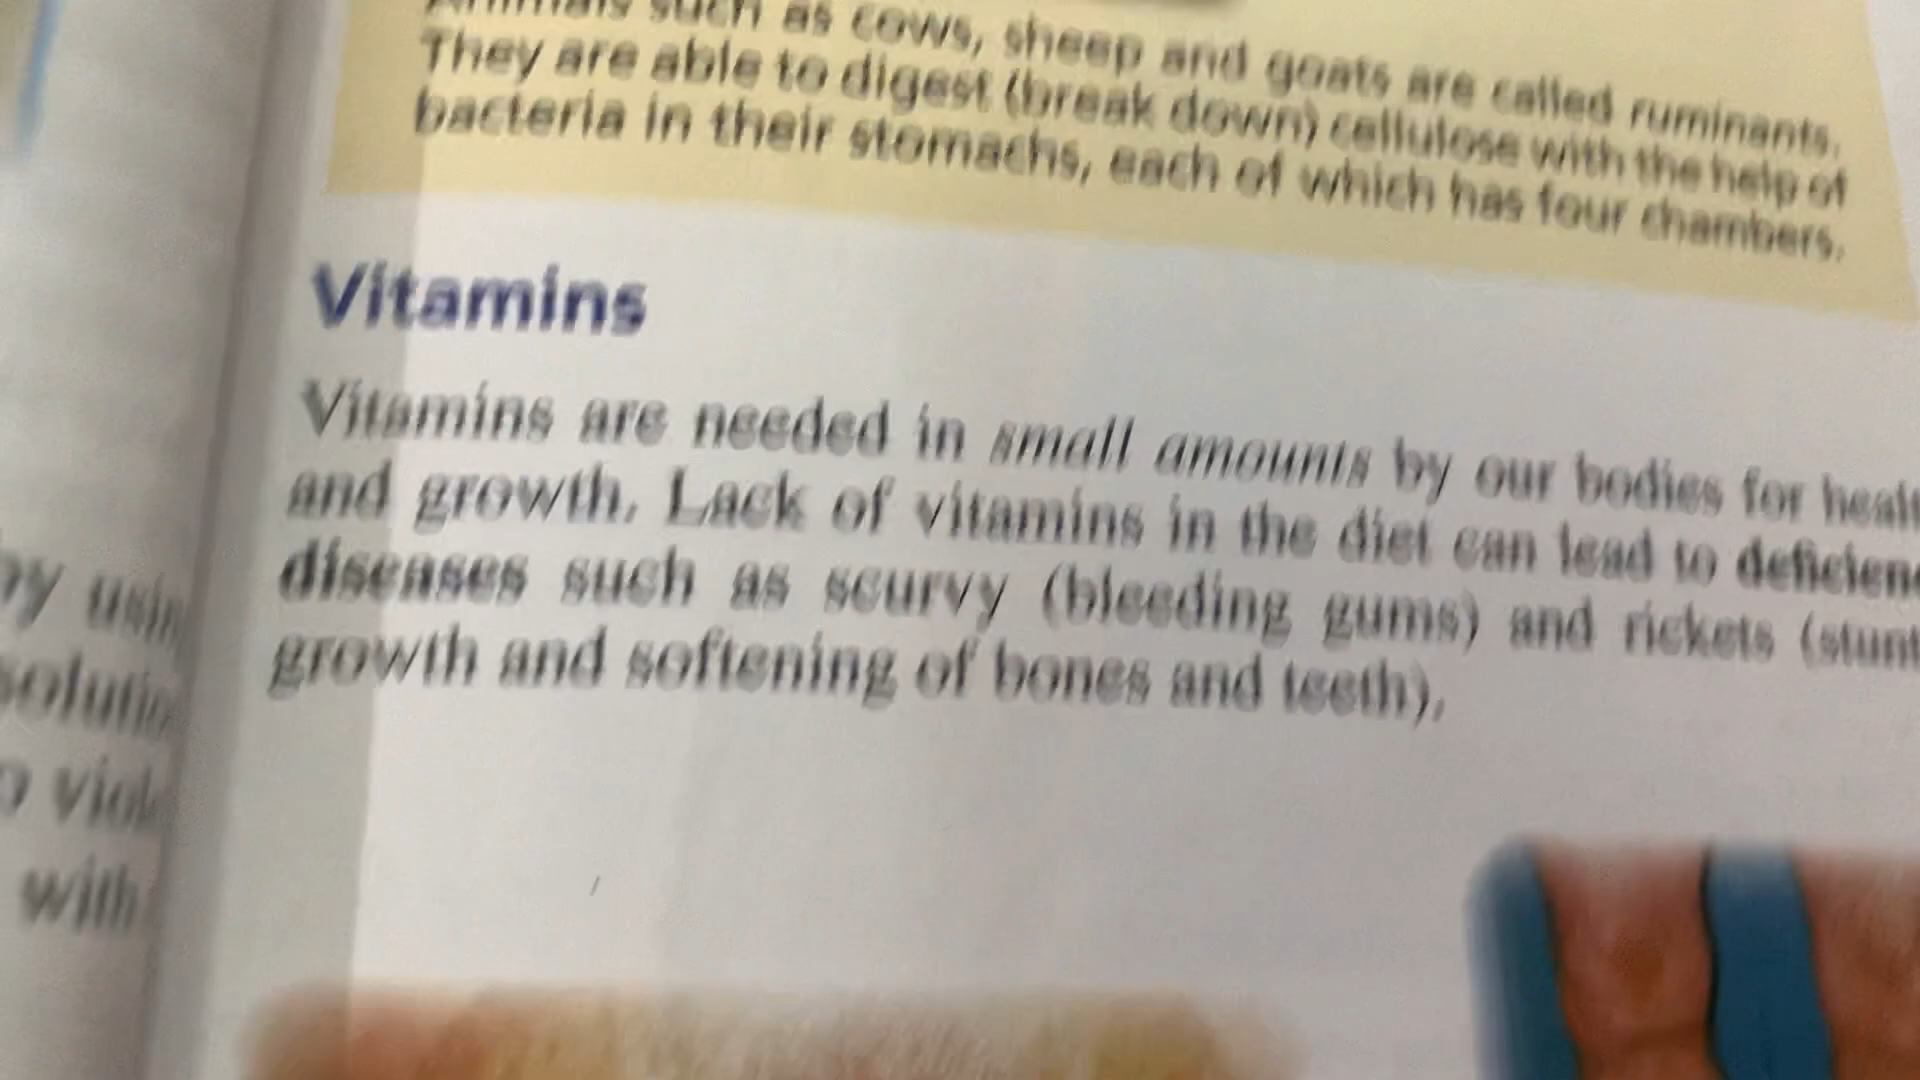 Animals such as cows, sheep and goats are called ruminants.
They are able to digest (break down) cellulose with the help of
bacteria in their stomachs, each of which has four chambers.
Vitamins
Vitamins are needed in small amounts by our bodies for
and growth. Lack of vitamins in the diet can lead to
diseases such as scurvy (bleeding gums) and rickets
growth and softening of bones and teeth).
with